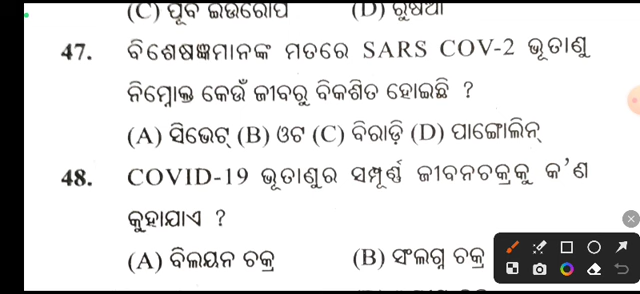 (C) ପୂର୍ବ ଇଉରୋପ (D) ରୁଷିଆ
47. ବିଶେଷଜ୍ଞମାନଙ୍କ ମତରେ SARS COV-2 ଭୂତାଣୁ
ନିମ୍ନୋକ୍ତ କେଉଁ ଜୀବରୁ ବିକଶିତ ହୋଇଛି ?
(A) ସିଭେଟ୍ (B) ଓଟ (C) ବିରାଡ଼ି (D) ପାଙ୍ଗୋଲିନ୍
48. COVID-19 ଭୂତାଣୁର ସମ୍ପୂର୍ଣ୍ଣ ଜୀବନଚକ୍ରକୁ କ'ଣ
କୁହାଯାଏ ?
(A) ବିଲୟନ ଚକ୍ର (B) ସଂଲଗ୍ନ ଚକ୍ର